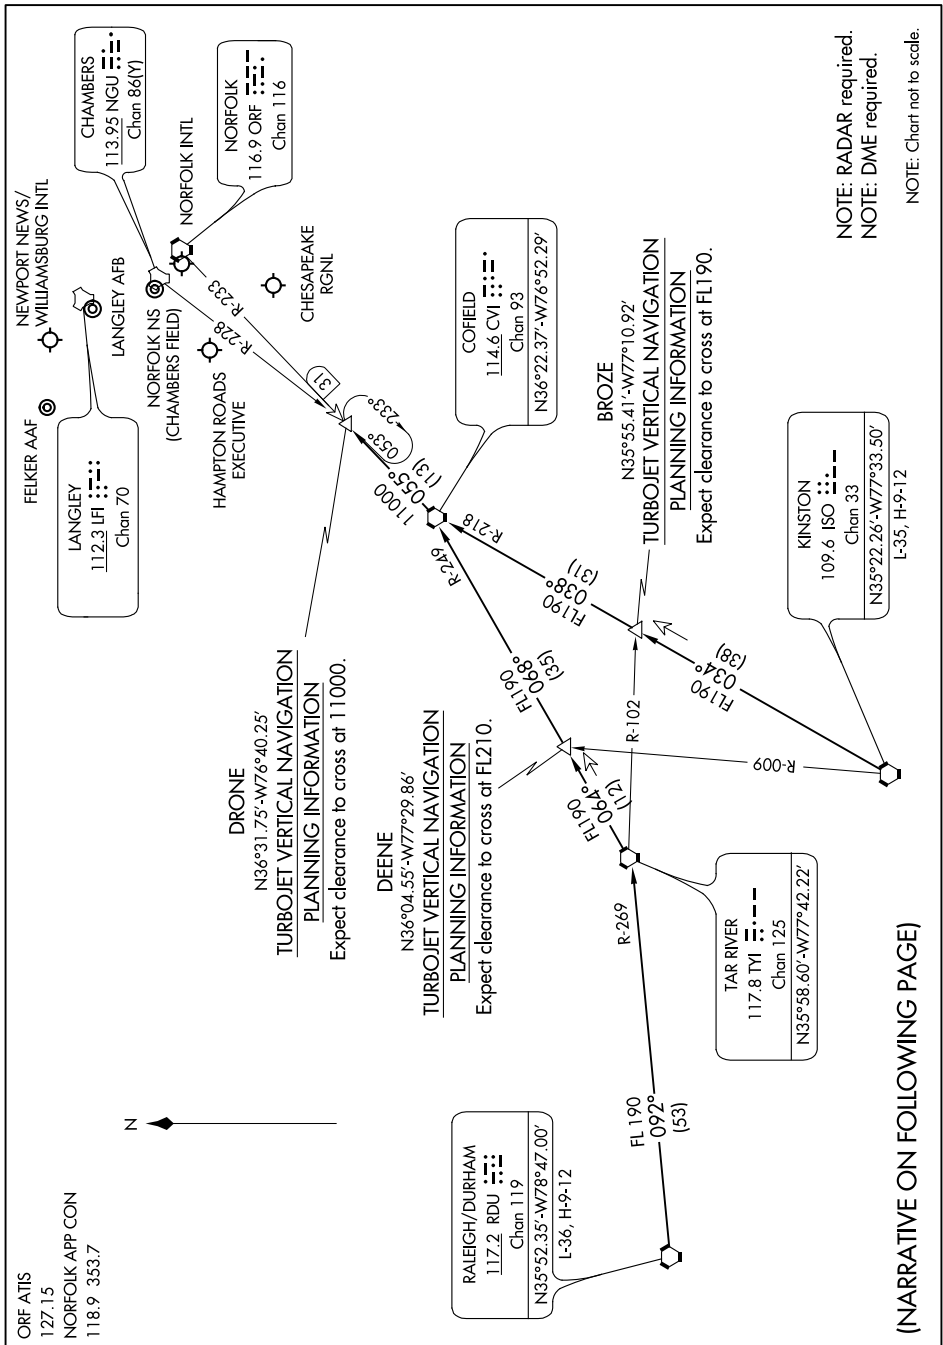 ORF ATIS
127.15
NORFOLK APP CON
118.9 353.7
N
FELKER AAF
NEWPORT NEWS/
WILLIAMSBURG INTL
LANGLEY AFB
LANGLEY
112.3 LFI
Chan 70
CHAMBERS
113.95 NGU
Chan 86(Y)
NORFOLK NS
(CHAMBERS FIELD)
NORFOLK INTL
NORFOLK
116.9 ORF
Chan 116
HAMPTON ROADS
EXECUTIVE
CHESAPEAKE
RGNL
R-233
R-228
31
233°
053°
11000
055°
(13)
DRONE
N36°31.75'-W76°40.25'
TURBOJET VERTICAL NAVIGATION
PLANNING INFORMATION
Expect clearance to cross at 11000.
COFIELD
114.6 CVI
Chan 93
N36°22.37'-W76°52.29'
R-249
R-218
FL190
068°
(35)
FL190
038°
(31)
DEENE
N36°04.55'-W77°29.86'
TURBOJET VERTICAL NAVIGATION
PLANNING INFORMATION
Expect clearance to cross at FL210.
BROZE
N35°55.41'-W77°10.92'
TURBOJET VERTICAL NAVIGATION
PLANNING INFORMATION
Expect clearance to cross at FL190.
FL190
064°
(12)
R-102
R-009
FL190
034°
(38)
KINSTON
109.6 ISO
Chan 33
N35°22.26'-W77°33.50'
L-35, H-9-12
R-269
TAR RIVER
117.8 TYI
Chan 125
N35°58.60'-W77°42.22'
FL 190
092°
(53)
RALEIGH/DURHAM
117.2 RDU
Chan 119
N35°52.35'-W78°47.00'
L-36, H-9-12
NOTE: RADAR required.
NOTE: DME required.
NOTE: Chart not to scale.
(NARRATIVE ON FOLLOWING PAGE)